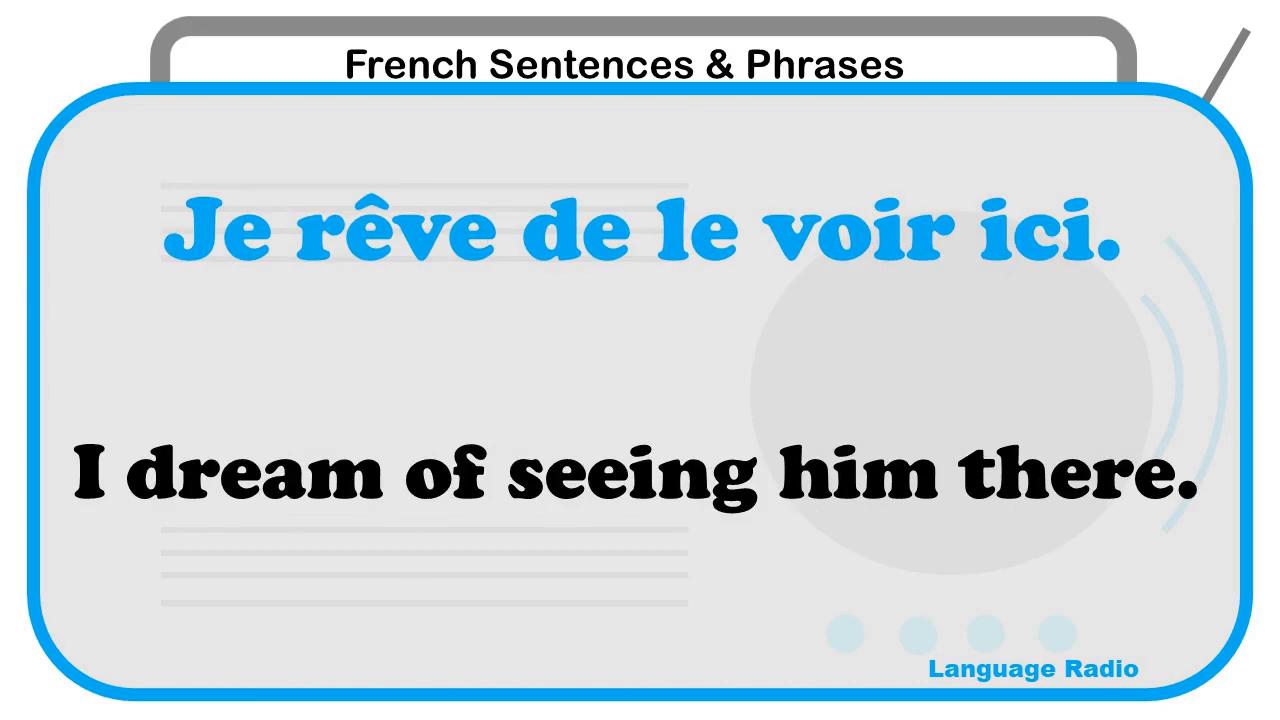 French Sentences & Phrases
Je rêve de le voir ici.
I dream of seeing him there.
Language Radio